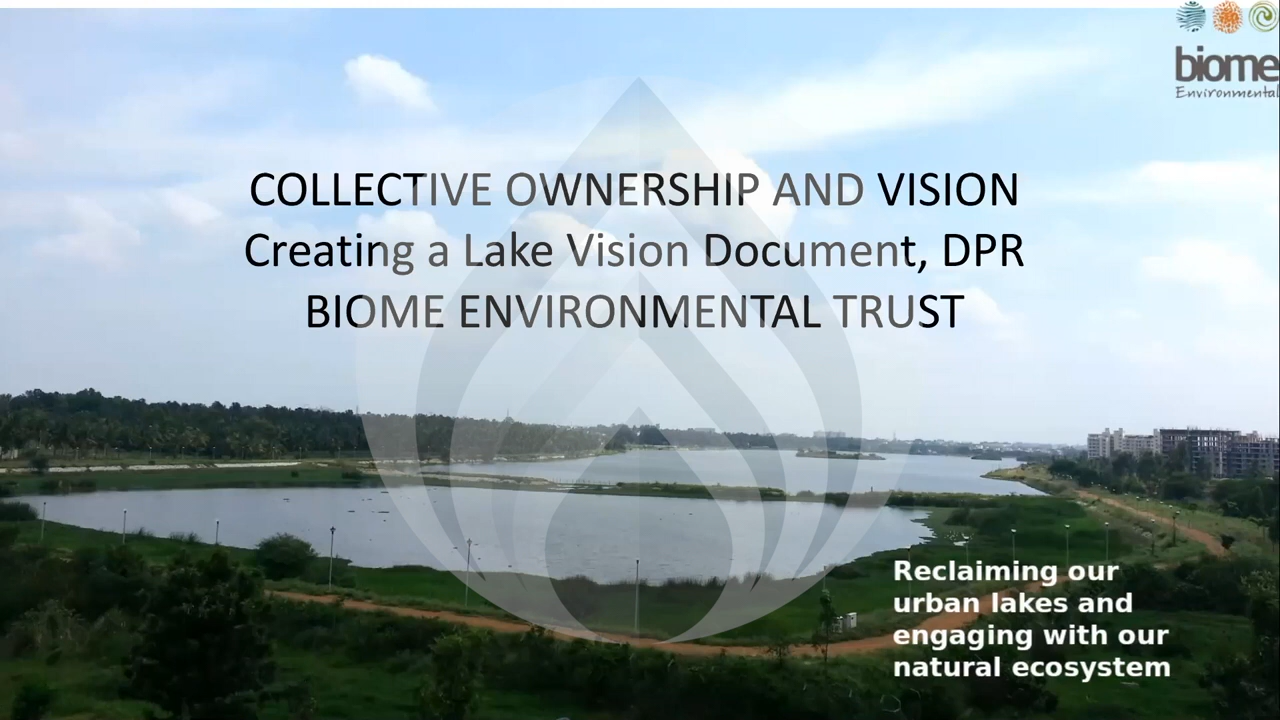 biome
Environmental
COLLECTIVE OWNERSHIP AND VISION
Creating a Lake Vision Document, DPR
BIOME ENVIRONMENTAL TRUST
Reclaiming our
urban lakes and
engaging with our
natural ecosystem